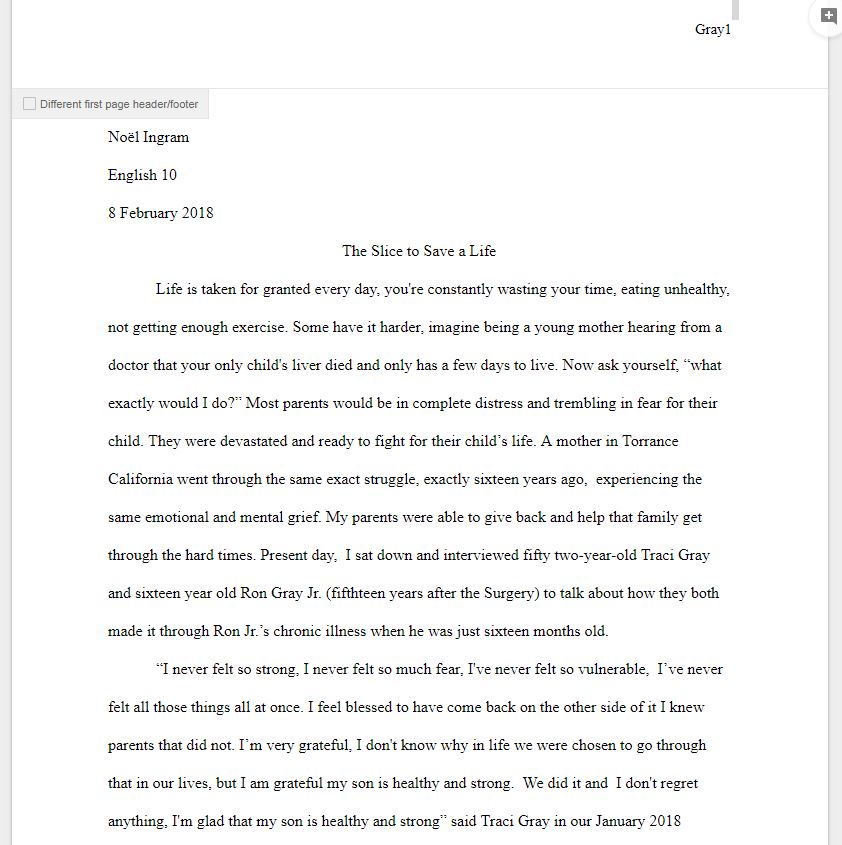 Gray1
Different first page header/footer
Noël Ingram
English 10
8 February 2018
The Slice to Save a Life
Life is taken for granted every day, you're constantly wasting your time, eating unhealthy,
not getting enough exercise. Some have it harder, imagine being a young mother hearing from a
doctor that your only child's liver died and only has a few days to live. Now ask yourself, “what
exactly would I do?” Most parents would be in complete distress and trembling in fear for their
child. They were devastated and ready to fight for their child’s life. A mother in Torrance
California went through the same exact struggle, exactly sixteen years ago,  experiencing the
same emotional and mental grief. My parents were able to give back and help that family get
through the hard times. Present day,  I sat down and interviewed fifty two-year-old Traci Gray
and sixteen year old Ron Gray Jr. (fifthteen years after the Surgery) to talk about how they both
made it through Ron Jr.’s chronic illness when he was just sixteen months old.
“I never felt so strong, I never felt so much fear, I've never felt so vulnerable,  I’ve never
felt all those things all at once. I feel blessed to have come back on the other side of it I knew
parents that did not. I’m very grateful, I don't know why in life we were chosen to go through
that in our lives, but I am grateful my son is healthy and strong.  We did it and  I don't regret
anything, I'm glad that my son is healthy and strong” said Traci Gray in our January 2018